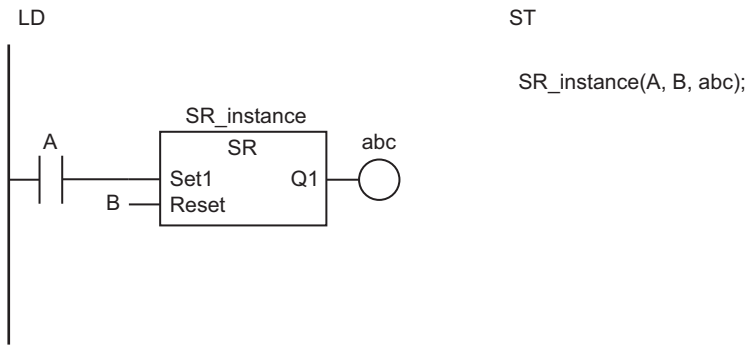 LD
ST
SR_instance(A, B, abc);
SR_instance
A
SR
abc
Set1
Q1
B
Reset